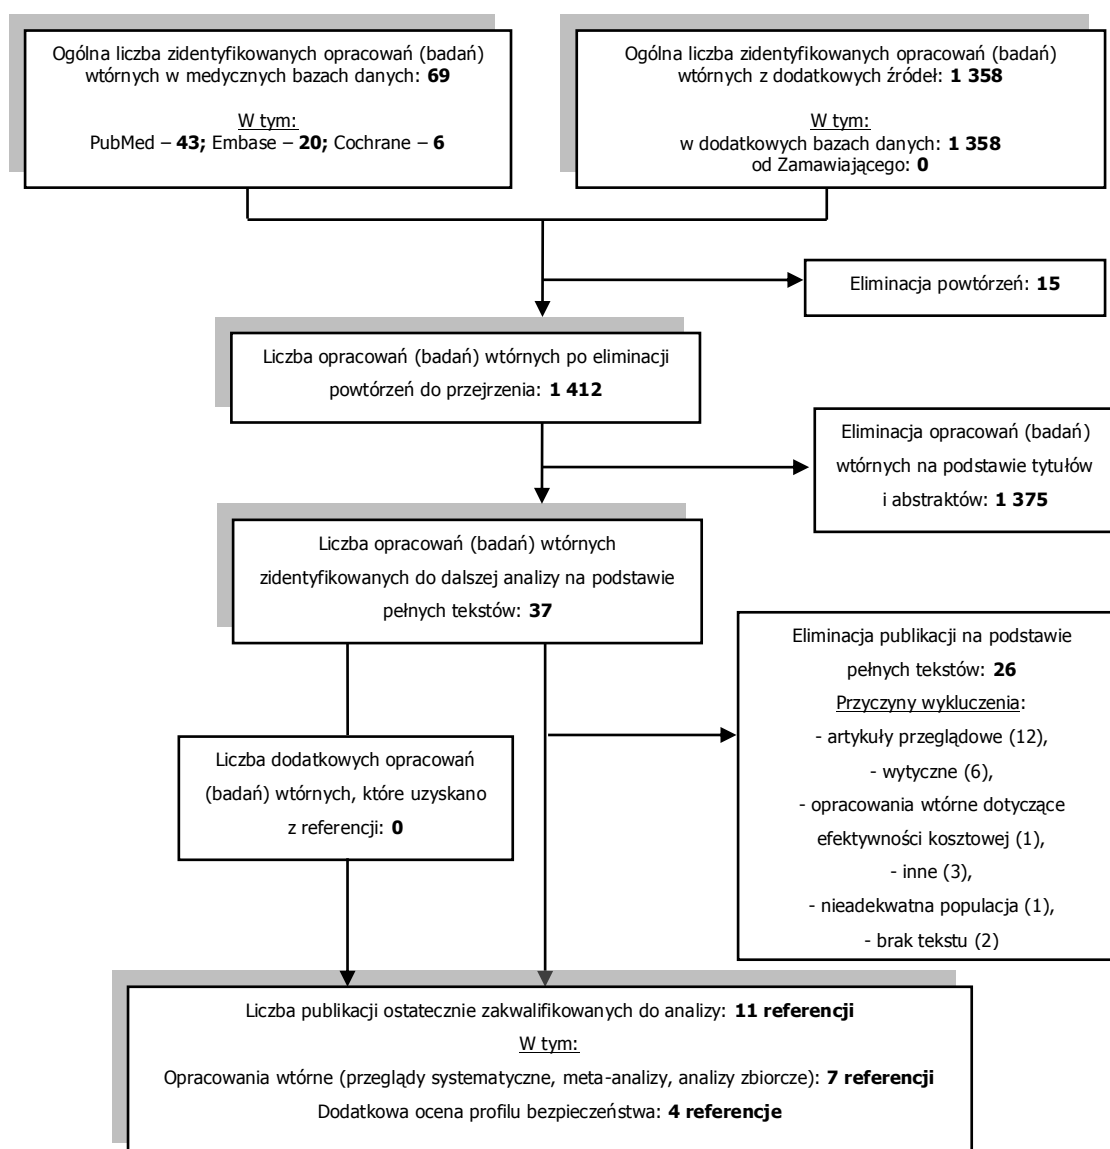 Ogólna liczba zidentyfikowanych opracowań (badań)
wtórnych w medycznych bazach danych: 69
W tym:
PubMed – 43; Embase – 20; Cochrane – 6
Ogólna liczba zidentyfikowanych opracowań (badań)
wtórnych z dodatkowych źródeł: 1 358
W tym:
w dodatkowych bazach danych: 1 358
od Zamawiającego: 0
Eliminacja powtórzeń: 15
Liczba opracowań (badań) wtórnych po eliminacji
powtórzeń do przejrzenia: 1 412
Eliminacja opracowań (badań)
wtórnych na podstawie tytułów
i abstraktów: 1 375
Liczba opracowań (badań) wtórnych
zidentyfikowanych do dalszej analizy na podstawie
pełnych tekstów: 37
Eliminacja publikacji na podstawie
pełnych tekstów: 26
Przyczyny wykluczenia:
- artykuły przeglądowe (12),
- wytyczne (6),
- opracowania wtórne dotyczące
efektywności kosztowej (1),
- inne (3),
- nieadekwatna populacja (1),
- brak tekstu (2)
Liczba dodatkowych opracowań
(badań) wtórnych, które uzyskano
z referencji: 0
Liczba publikacji ostatecznie zakwalifikowanych do analizy: 11 referencji
W tym:
Opracowania wtórne (przeglądy systematyczne, meta-analizy, analizy zbiorcze): 7 referencji
Dodatkowa ocena profilu bezpieczeństwa: 4 referencje